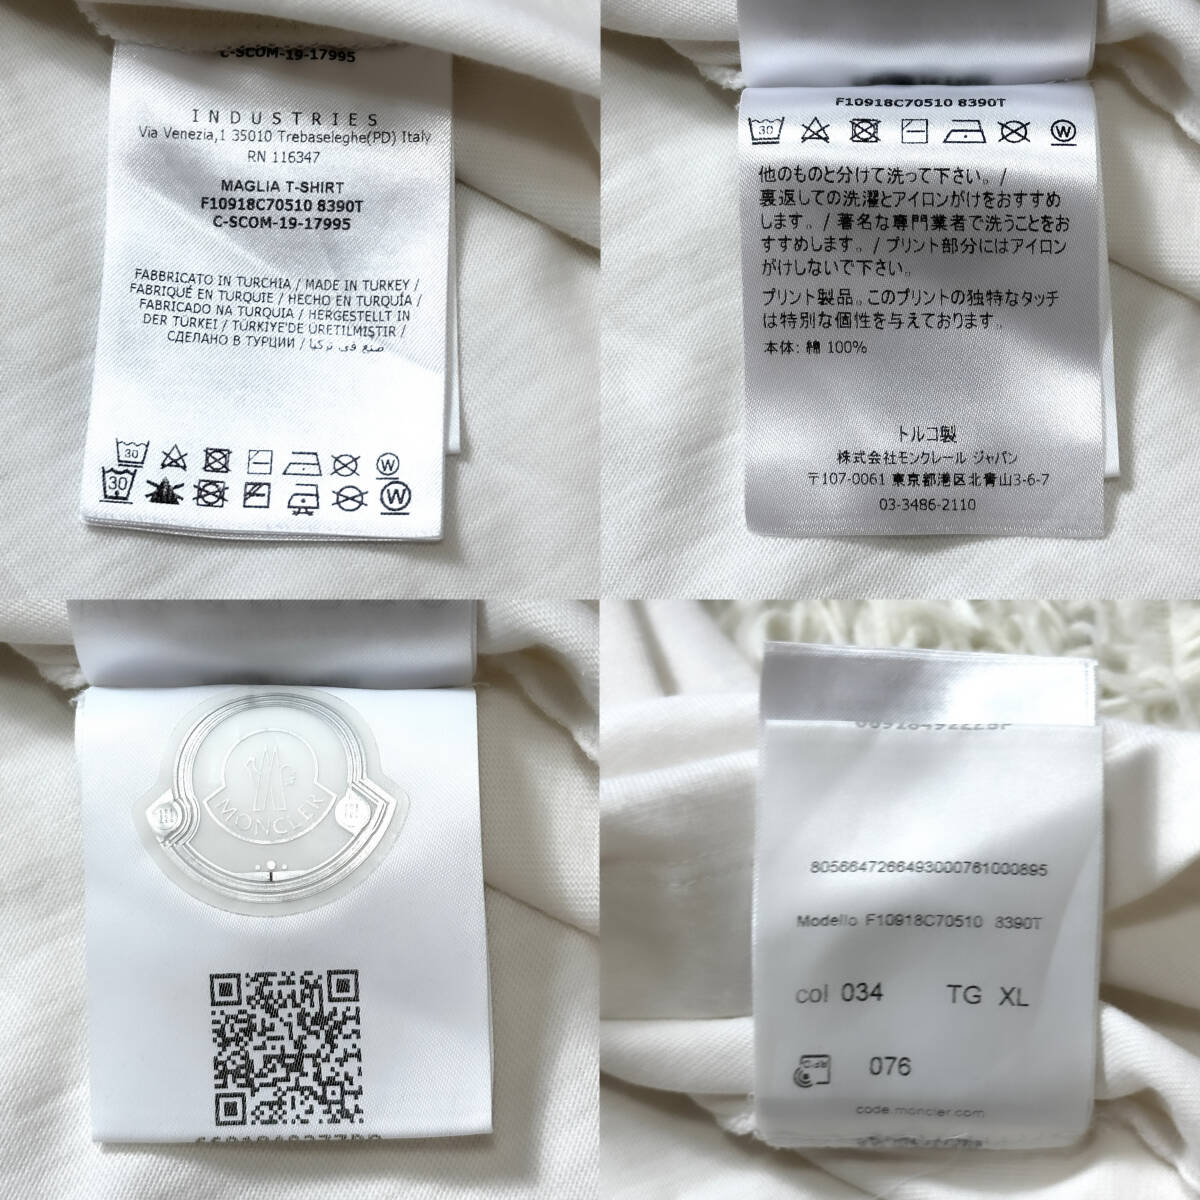 C-SCOM-19-17995
INDUSTRIES
Via Venezia,1 35010 Trebaseleghe(PD) Italy
RN 116347
MAGLIA T-SHIRT
F10918C70510 8390T
C-SCOM-19-17995
FABBRICATO IN TURCHIA / MADE IN TURKEY /
FABRIQUÉ EN TURQUIE / HECHO EN TURQUÍA /
FABRICADO NA TURQUIA / HERGESTELLT IN
DER TÜRKEI / TÜRKIYE'DE ÜRETILMIŞTIR /
СДЕЛАНО В ТУРЦИИ / صنع في تركيا
30
W
30
W
F10918C70510 8390T
30
W
他のものと分けて洗って下さい。/
裏返しての洗濯とアイロンがけをおすすめ
します。/ 著名な専門業者で洗うことをお
すすめします。/ プリント部分にはアイロン
がけしないで下さい。
プリント製品。このプリントの独特なタッチ
は特別な個性を与えております。
本体: 綿 100%
トルコ製
株式会社モンクレール ジャパン
〒107-0061 東京都港区北青山3-6-7
03-3486-2110
MONCLER
8056647266493000761000895
Modello F10918C70510 8390T
col 034 TG XL
076
code.moncler.com